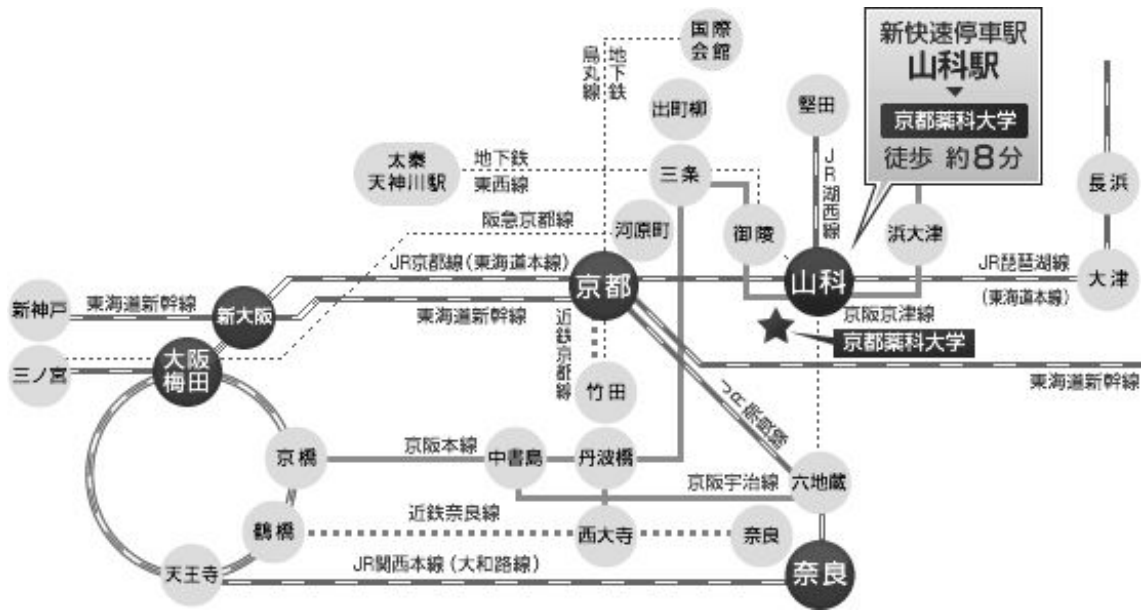 国際
会館
地下鉄
烏丸線
出町柳
堅田
新快速停車駅
山科駅
京都薬科大学
徒歩 約8分
太秦
天神川駅
地下鉄
東西線
三条
JR湖西線
長浜
阪急京都線
河原町
御陵
浜大津
JR京都線(東海道本線)
京都
山科
JR琵琶湖線
(東海道本線)
大津
新神戸
東海道新幹線
新大阪
東海道新幹線
近鉄京都線
京阪京津線
京都薬科大学
三ノ宮
大阪
梅田
竹田
東海道新幹線
JR奈良線
京橋
京阪本線
中書島
丹波橋
京阪宇治線
六地蔵
鶴橋
近鉄奈良線
西大寺
奈良
天王寺
JR関西本線(大和路線)
奈良